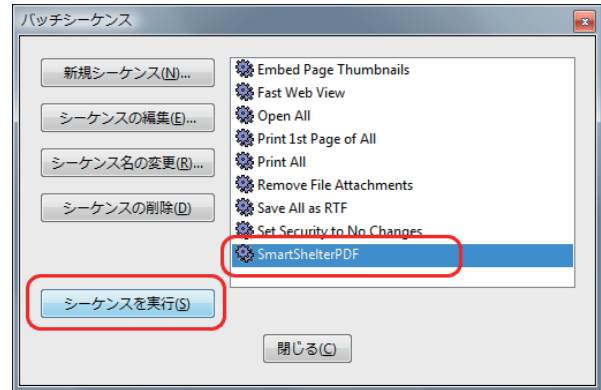 バッチシーケンス
新規シーケンス(N)...
シーケンスの編集(E)...
シーケンス名の変更(R)...
シーケンスの削除(D)
シーケンスを実行(S)
Embed Page Thumbnails
Fast Web View
Open All
Print 1st Page of All
Print All
Remove File Attachments
Save All as RTF
Set Security to No Changes
SmartShelterPDF
閉じる(C)